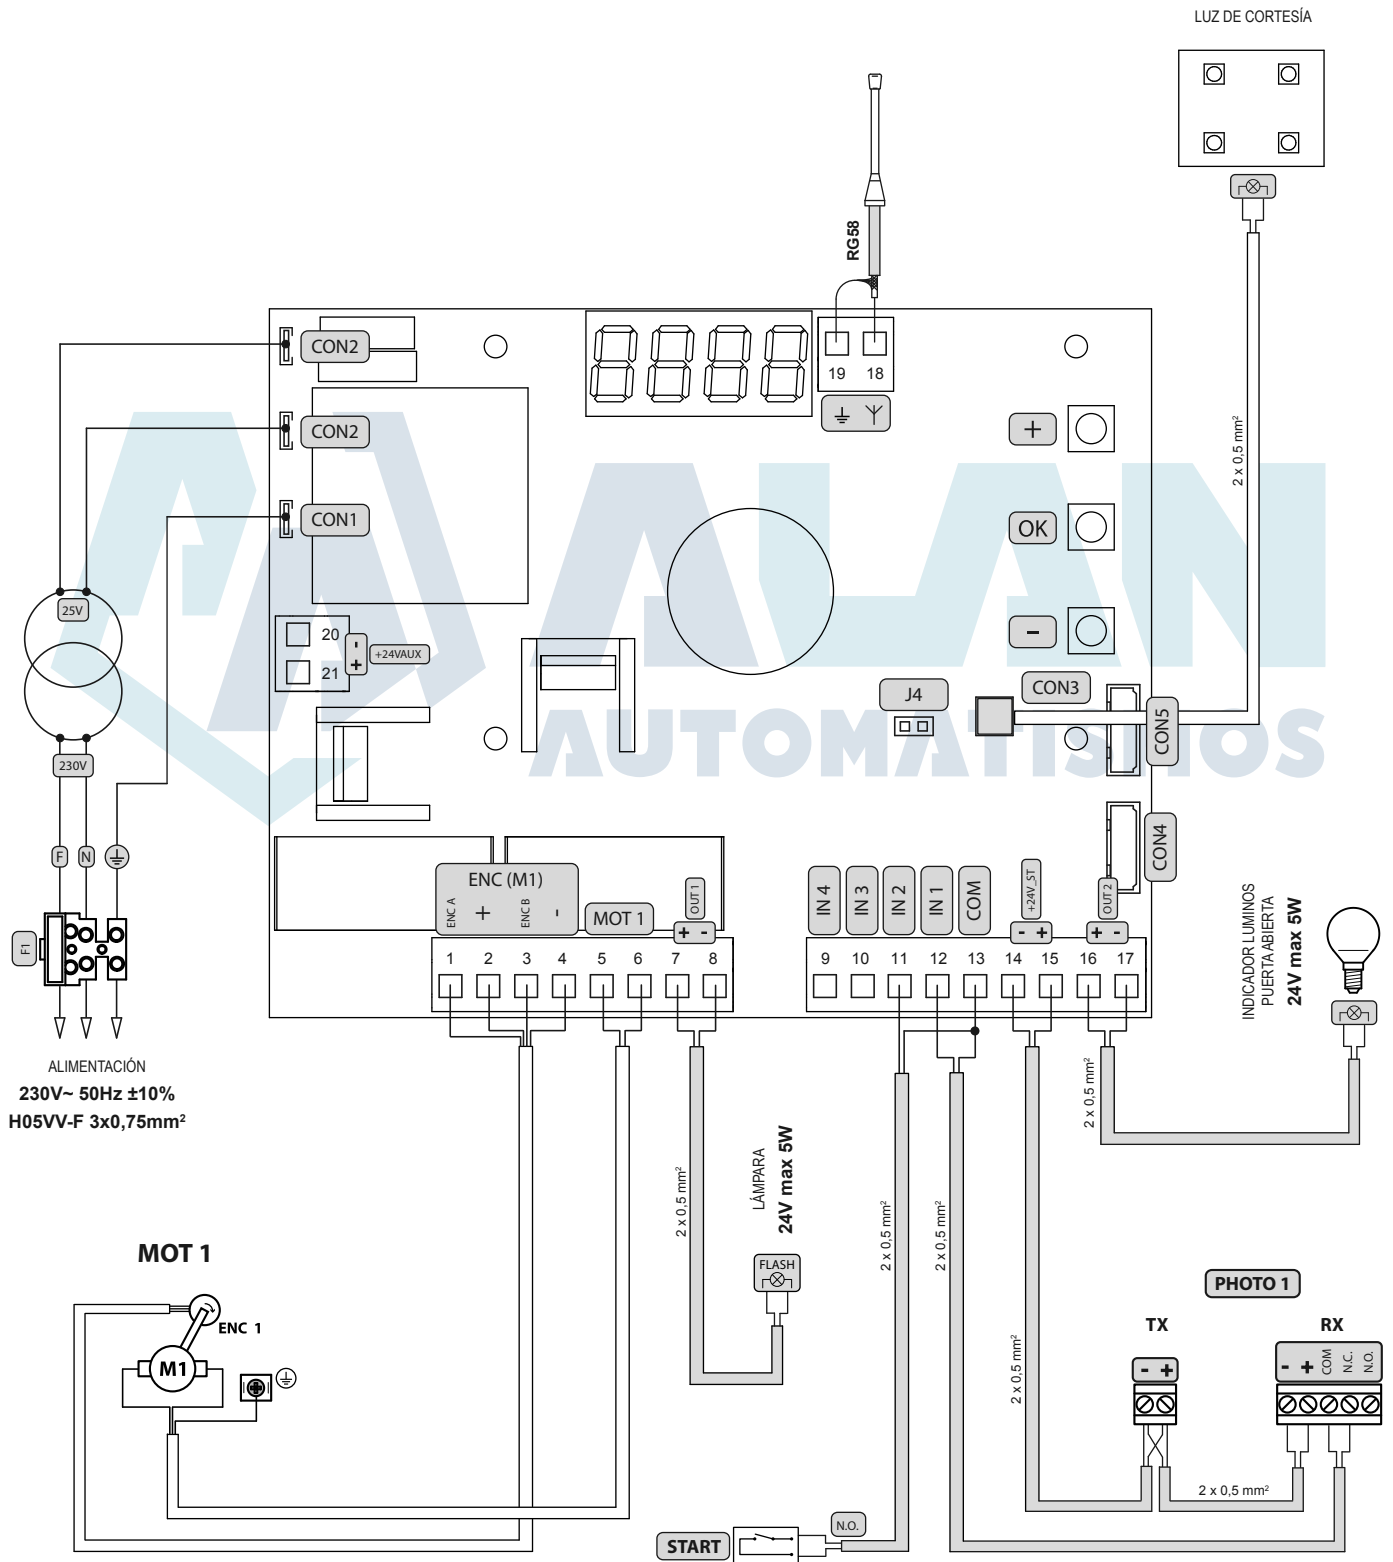 LUZ DE CORTESÍA
RG58
2 x 0,5 mm²
CON2
CON2
CON1
19
18
+
OK
-
25V
20
21
-
+
+24VAUX
J4
CON3
CON5
CON4
230V
F
N
F1
ALAN
AUTOMATISMOS
ENC (M1)
ENC A
+
ENC B
-
MOT 1
OUT 1
+ -
IN 4
IN 3
IN 2
IN 1
COM
+24V_ST
- +
OUT 2
+ -
1 2 3 4 5 6 7 8
9 10 11 12 13 14 15 16 17
INDICADOR LUMINOS
PUERTA ABIERTA
24V max 5W
ALIMENTACIÓN
230V~ 50Hz ±10%
H05VV-F 3x0,75mm²
2 x 0,5 mm²
LÁMPARA
24V max 5W
FLASH
2 x 0,5 mm²
2 x 0,5 mm²
2 x 0,5 mm²
2 x 0,5 mm²
MOT 1
ENC 1
M1
PHOTO 1
TX
RX
- +
-
+
COM
N.C.
N.O.
2 x 0,5 mm²
START
N.O.